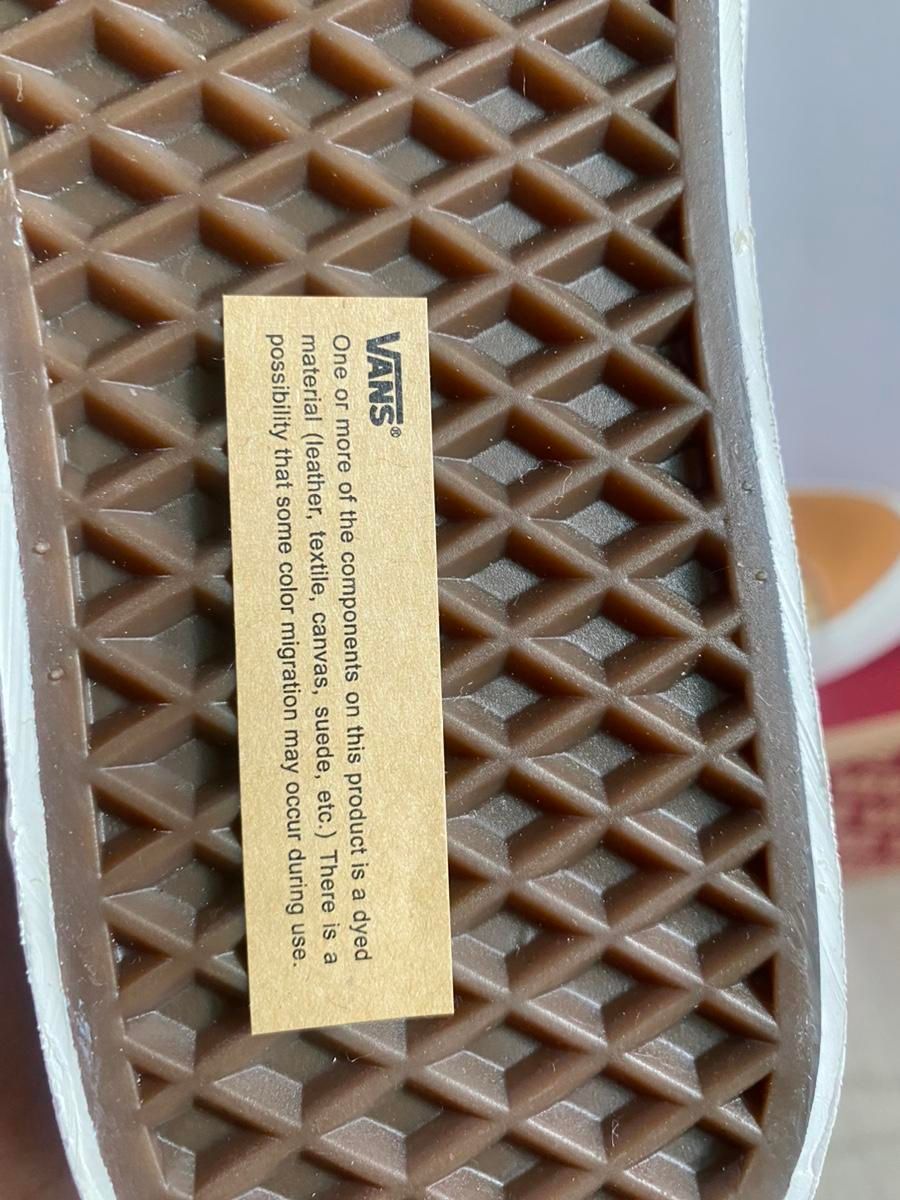 VANS®
One or more of the components on this product is a dyed
material (leather, textile, canvas, suede, etc.) There is a
possibility that some color migration may occur during use.